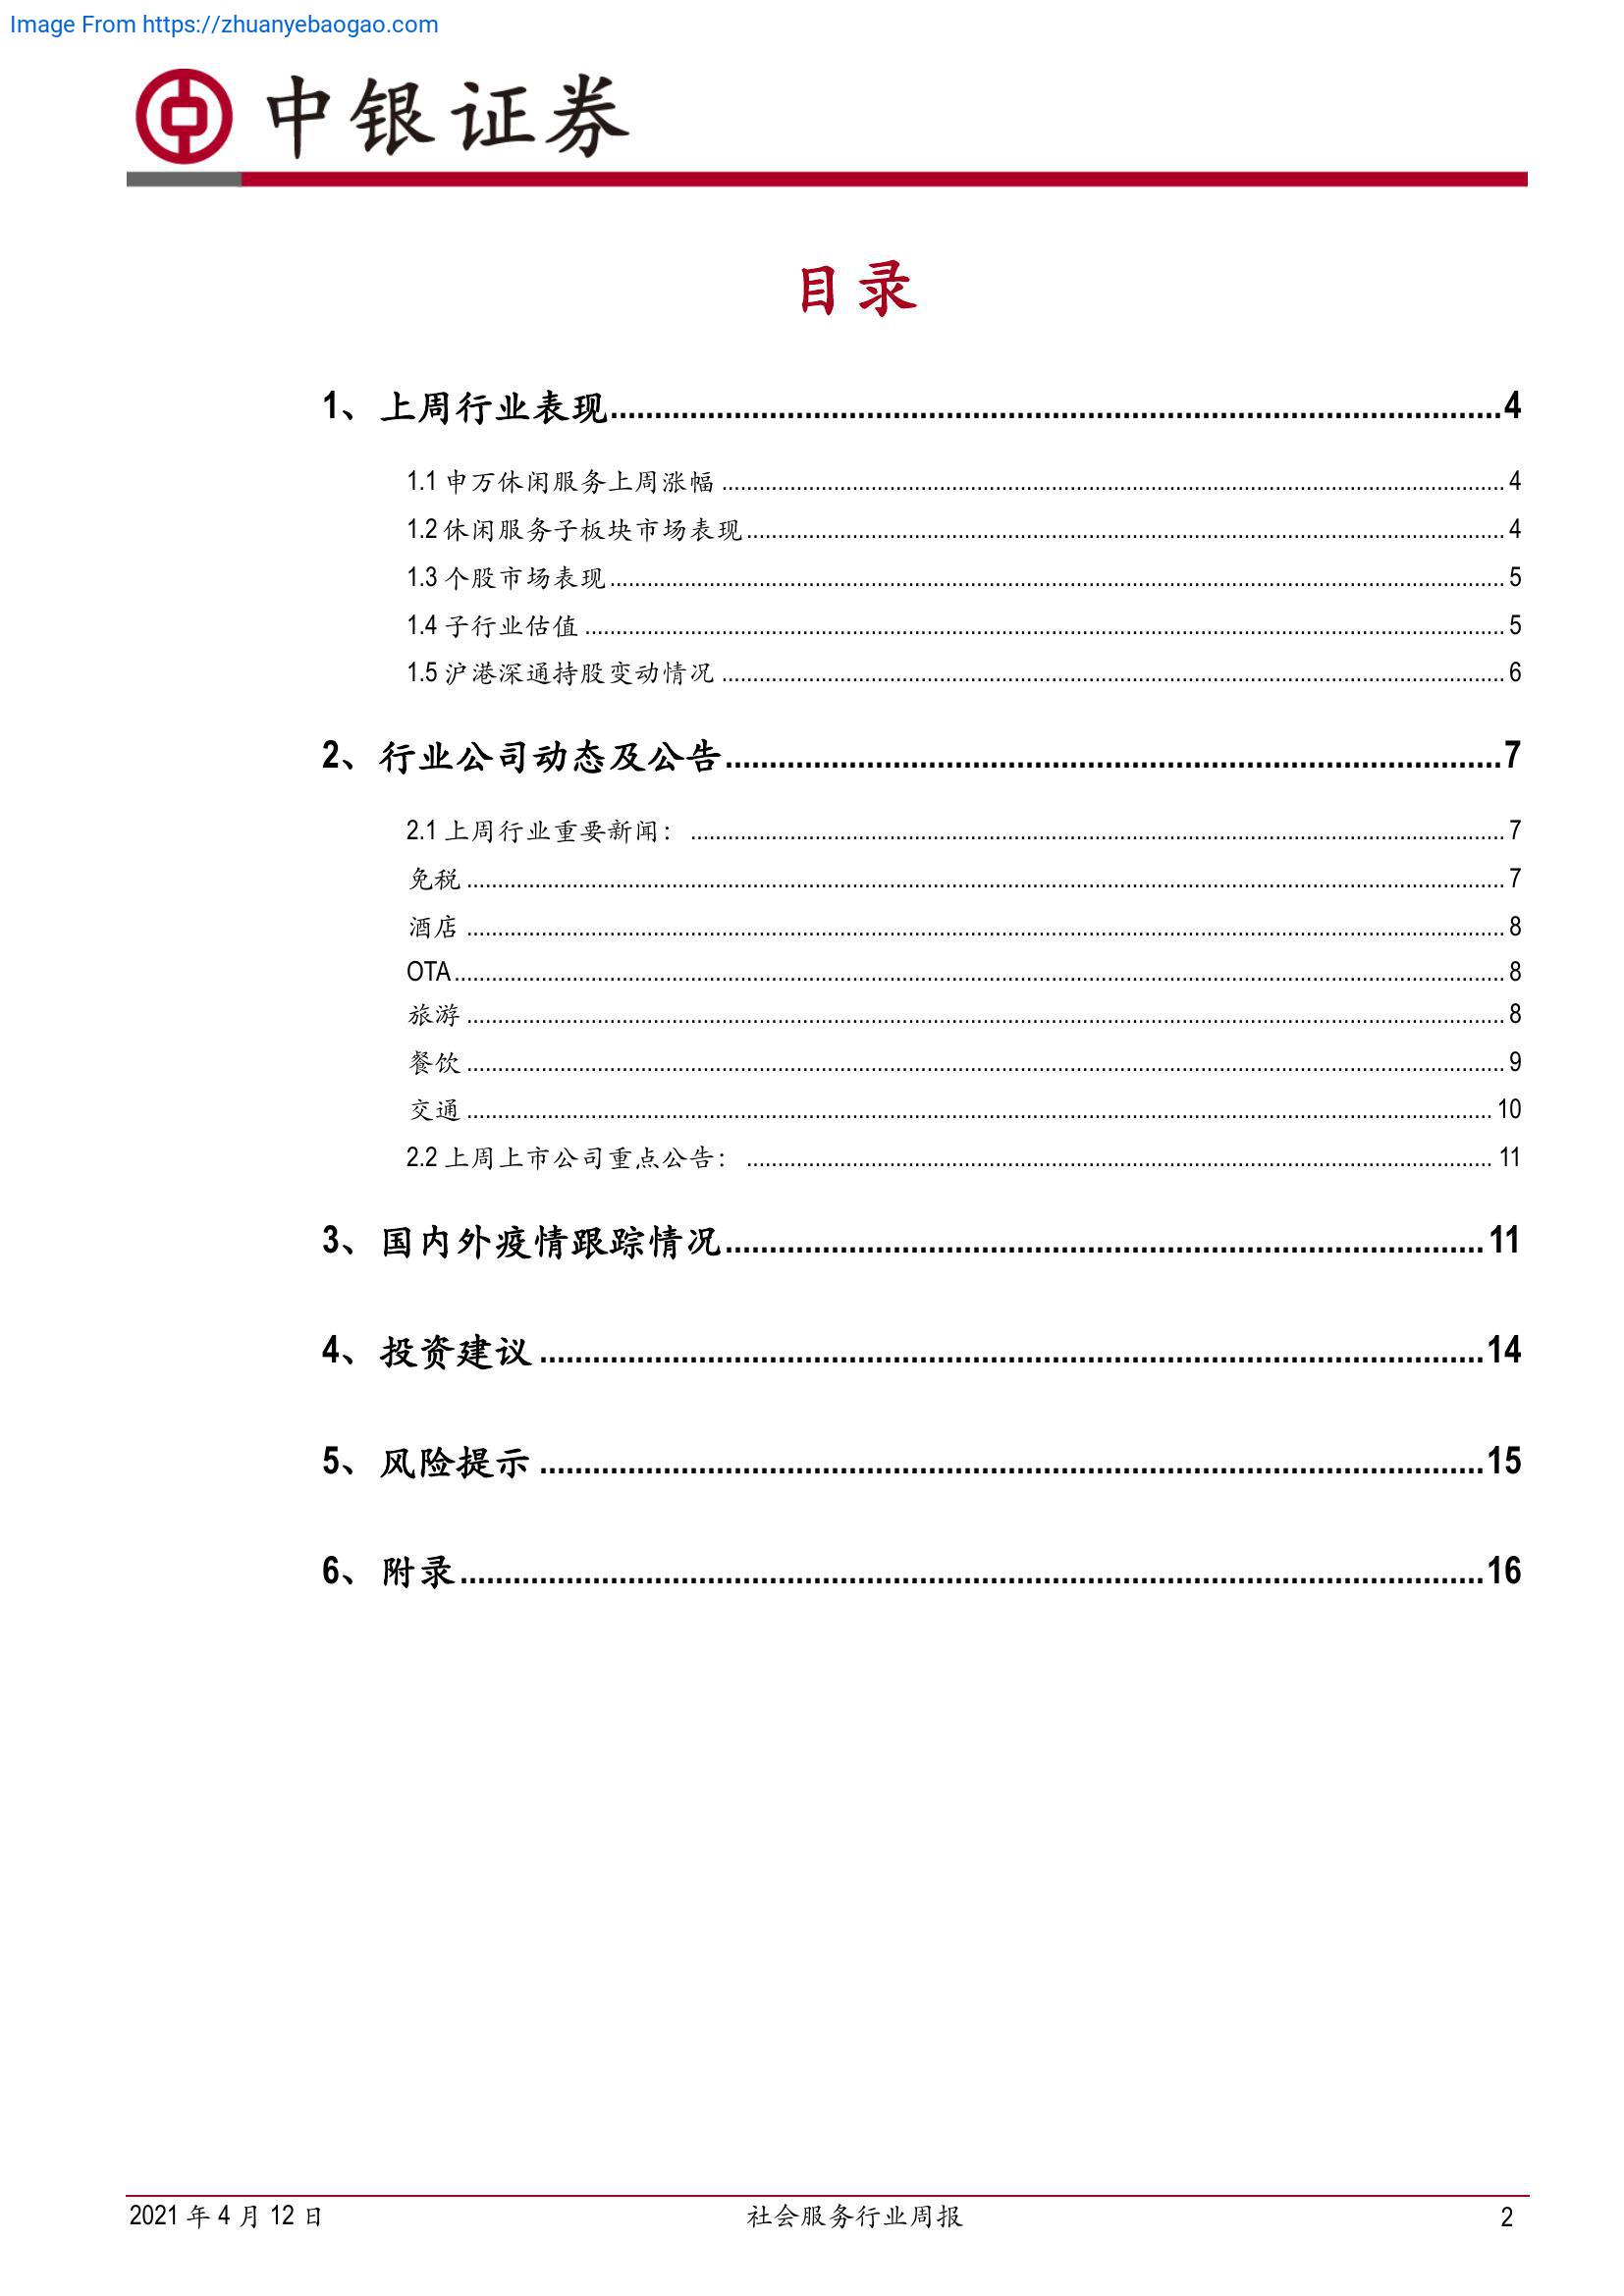 Image From https://zhuanyebaogao.com
中银证券
目录
1、上周行业表现........................................4
1.1 申万休闲服务上周涨幅........................................4
1.2 休闲服务子板块市场表现........................................4
1.3 个股市场表现........................................5
1.4 子行业估值........................................5
1.5 沪港深通持股变动情况........................................6
2、行业公司动态及公告........................................7
2.1 上周行业重要新闻：........................................7
免税........................................7
酒店........................................8
OTA........................................8
旅游........................................8
餐饮........................................9
交通........................................10
2.2 上周上市公司重点公告：........................................11
3、国内外疫情跟踪情况........................................11
4、投资建议........................................14
5、风险提示........................................15
6、附录........................................16
2021 年 4 月 12 日 社会服务行业周报 2